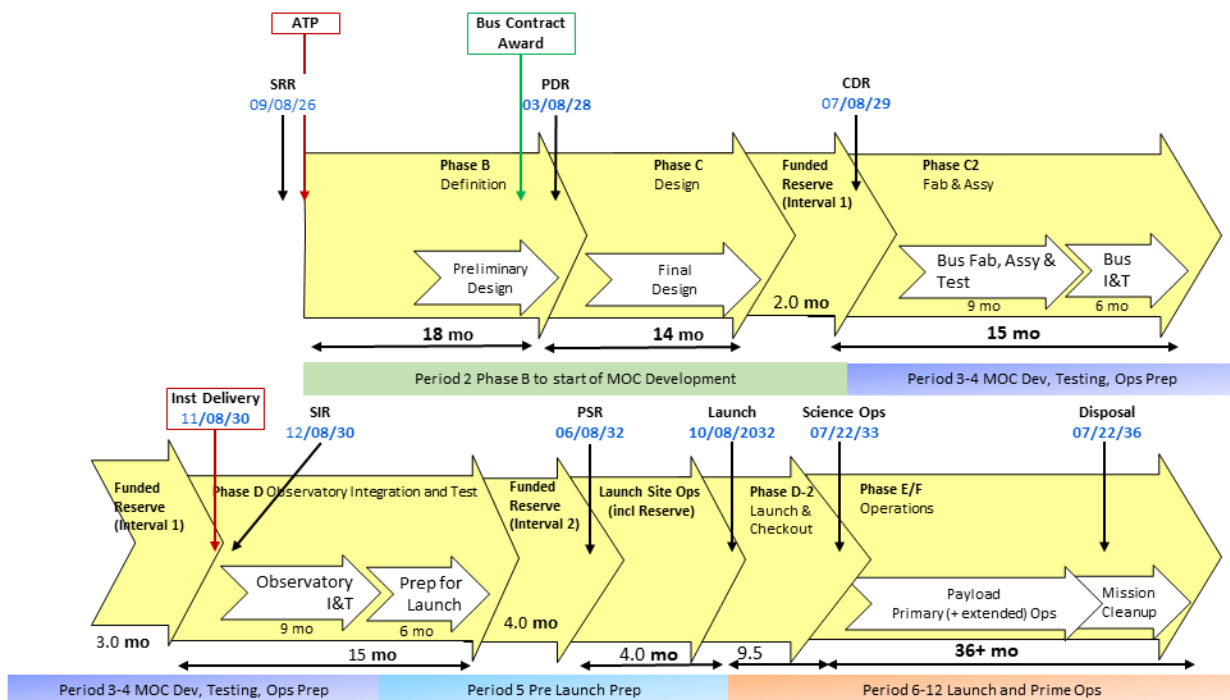 ATP
Bus Contract
Award
SRR
09/08/26
PDR
03/08/28
CDR
07/08/29
Phase B
Definition
Phase C
Design
Funded
Reserve
(Interval 1)
Phase C2
Fab & Assy
Preliminary
Design
Final
Design
Bus Fab, Assy &
Test
Bus
I&T
2.0 mo
9 mo
6 mo
18 mo
14 mo
15 mo
Period 2 Phase B to start of MOC Development
Period 3-4 MOC Dev, Testing, Ops Prep
Inst Delivery
11/08/30
SIR
12/08/30
PSR
06/08/32
Launch
10/08/2032
Science Ops
07/22/33
Disposal
07/22/36
Funded
Reserve
(Interval 1)
Phase D Observatory Integration and Test
Funded
Reserve
(Interval 2)
Launch Site Ops
(incl Reserve)
Phase D-2
Launch &
Checkout
Phase E/F
Operations
Observatory
I&T
Prep for
Launch
Payload
Primary (+ extended) Ops
Mission
Cleanup
9 mo
6 mo
3.0 mo
4.0 mo
15 mo
4.0 mo
9.5
36+ mo
Period 3-4 MOC Dev, Testing, Ops Prep
Period 5 Pre Launch Prep
Period 6-12 Launch and Prime Ops